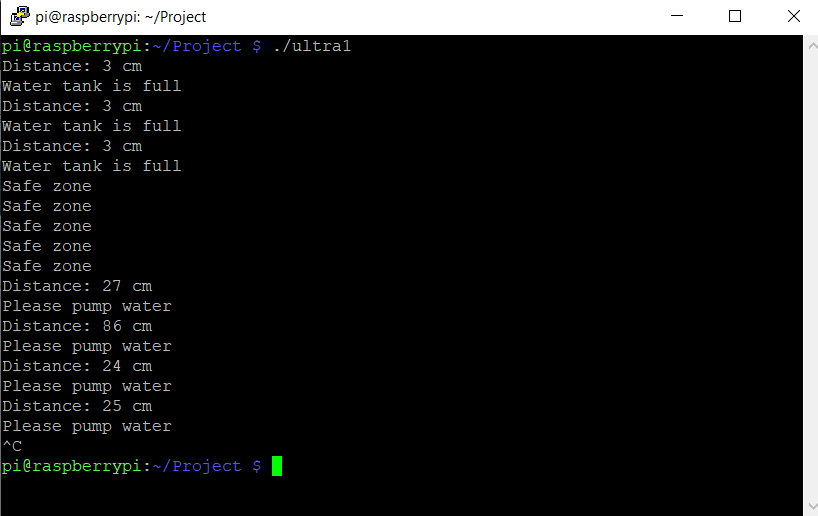 pi@raspberrypi: ~/Project
pi@raspberrypi:~/Project $ ./ultra1
Distance: 3 cm
Water tank is full
Distance: 3 cm
Water tank is full
Distance: 3 cm
Water tank is full
Safe zone
Safe zone
Safe zone
Safe zone
Safe zone
Distance: 27 cm
Please pump water
Distance: 86 cm
Please pump water
Distance: 24 cm
Please pump water
Distance: 25 cm
Please pump water
^C
pi@raspberrypi:~/Project $